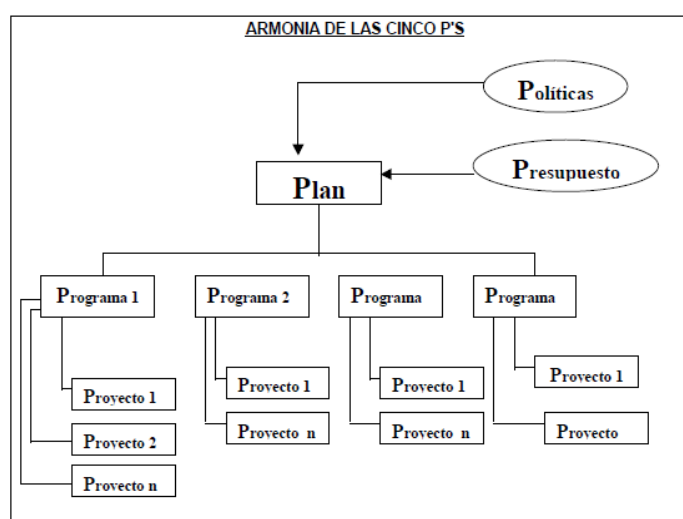 ARMONIA DE LAS CINCO P'S
Políticas
Presupuesto
Plan
Programa 1
Programa 2
Programa
Programa
Proyecto 1
Proyecto 2
Proyecto n
Proyecto 1
Proyecto n
Proyecto 1
Proyecto n
Proyecto 1
Proyecto